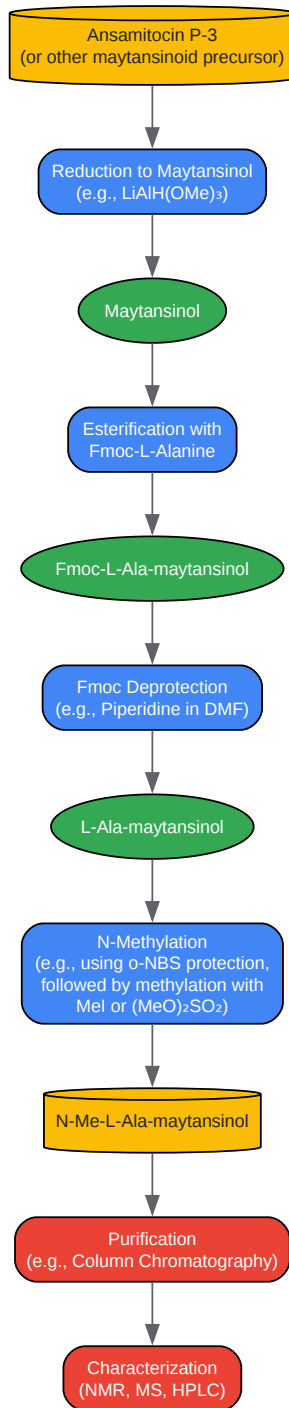 Ansamitocin P-3
(or other maytansinoid precursor)
Reduction to Maytansinol
(e.g., LiAlH(OMe)₃)
Maytansinol
Esterification with
Fmoc-L-Alanine
Fmoc-L-Ala-maytansinol
Fmoc Deprotection
(e.g., Piperidine in DMF)
L-Ala-maytansinol
N-Methylation
(e.g., using o-NBS protection,
followed by methylation with
MeI or (MeO)₂SO₂)
N-Me-L-Ala-maytansinol
Purification
(e.g., Column Chromatography)
Characterization
(NMR, MS, HPLC)